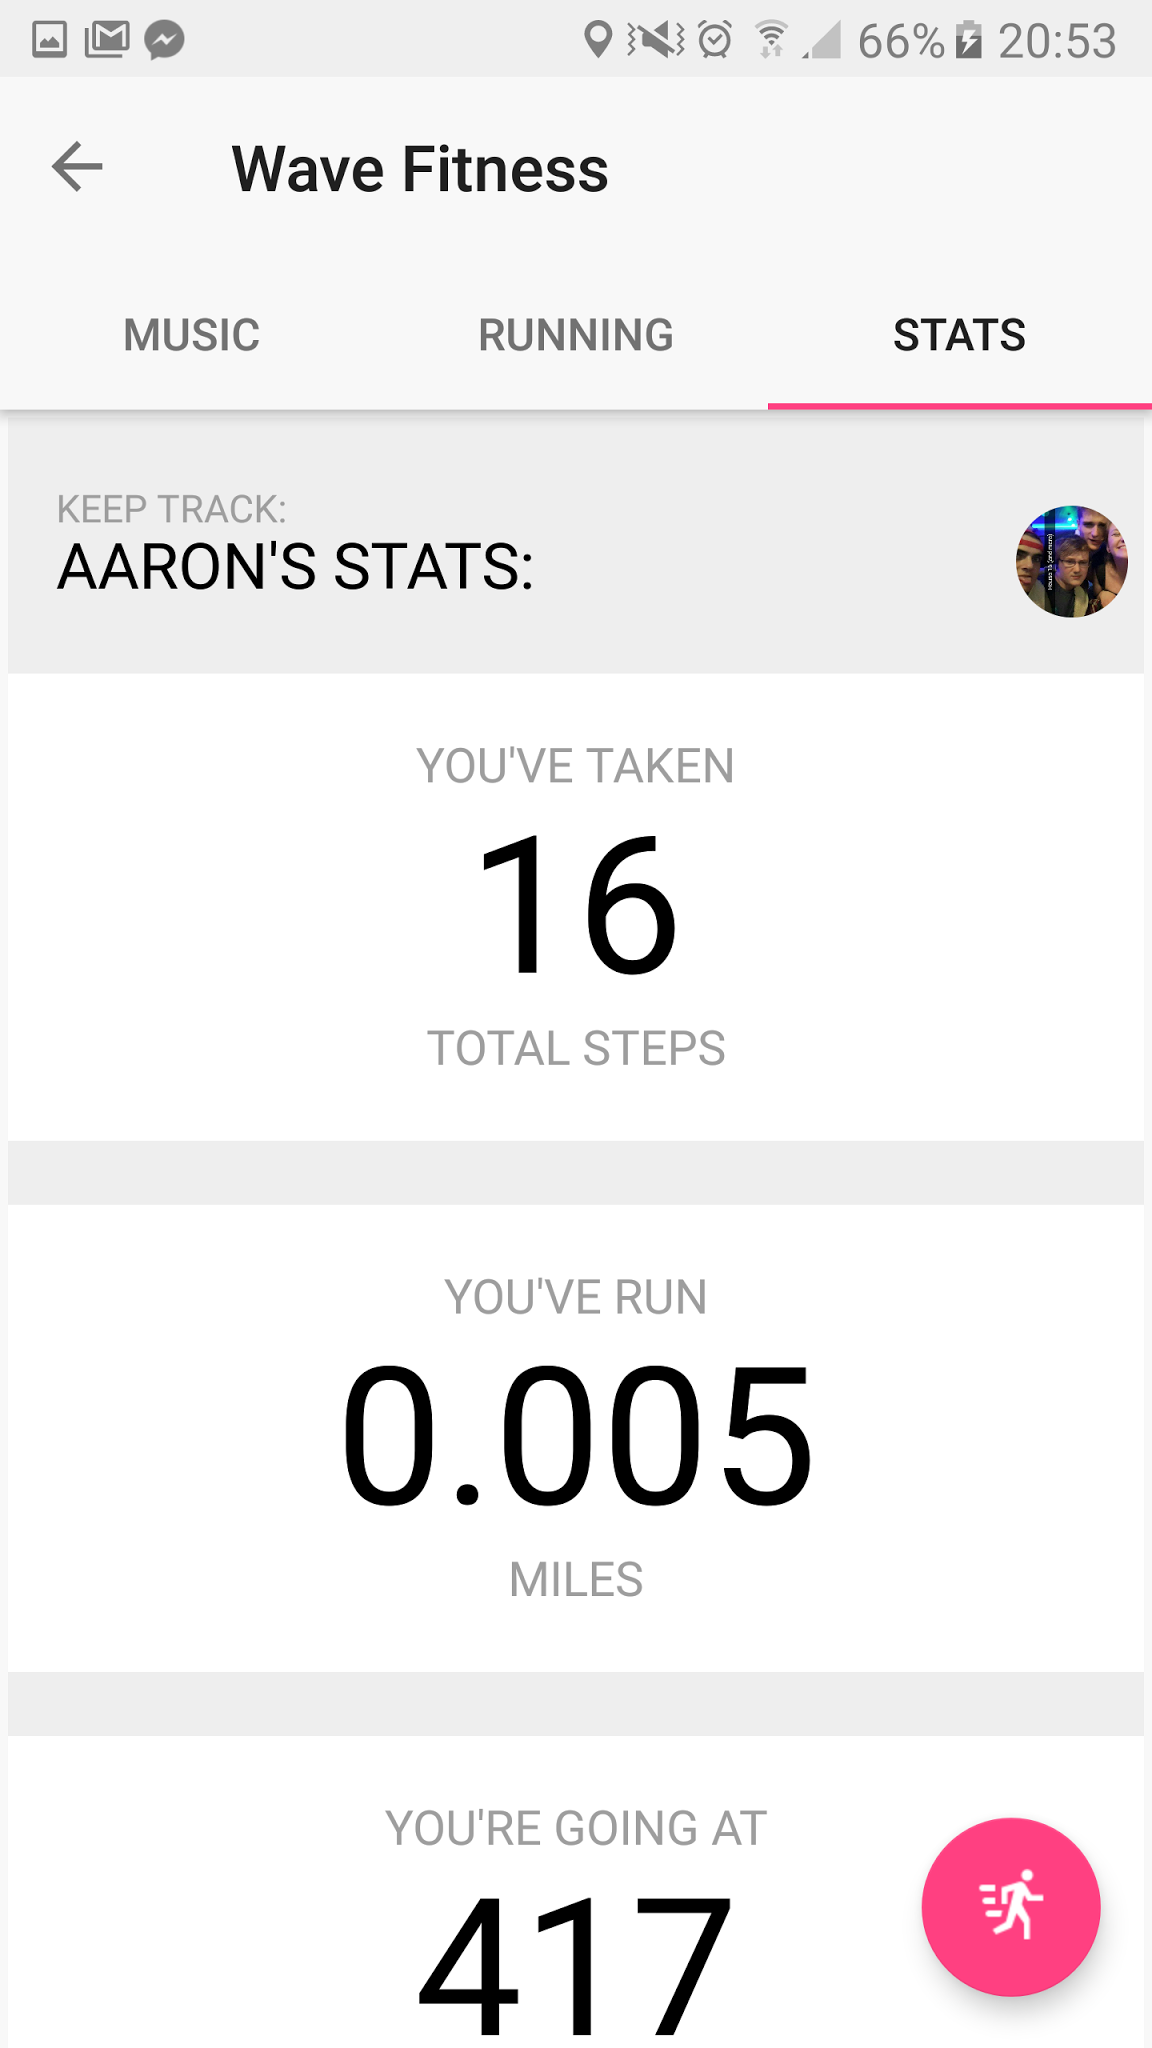 66% 20:53
Wave Fitness
MUSIC RUNNING STATS
KEEP TRACK:
AARON'S STATS:
YOU'VE TAKEN
16
TOTAL STEPS
YOU'VE RUN
0.005
MILES
YOU'RE GOING AT
417